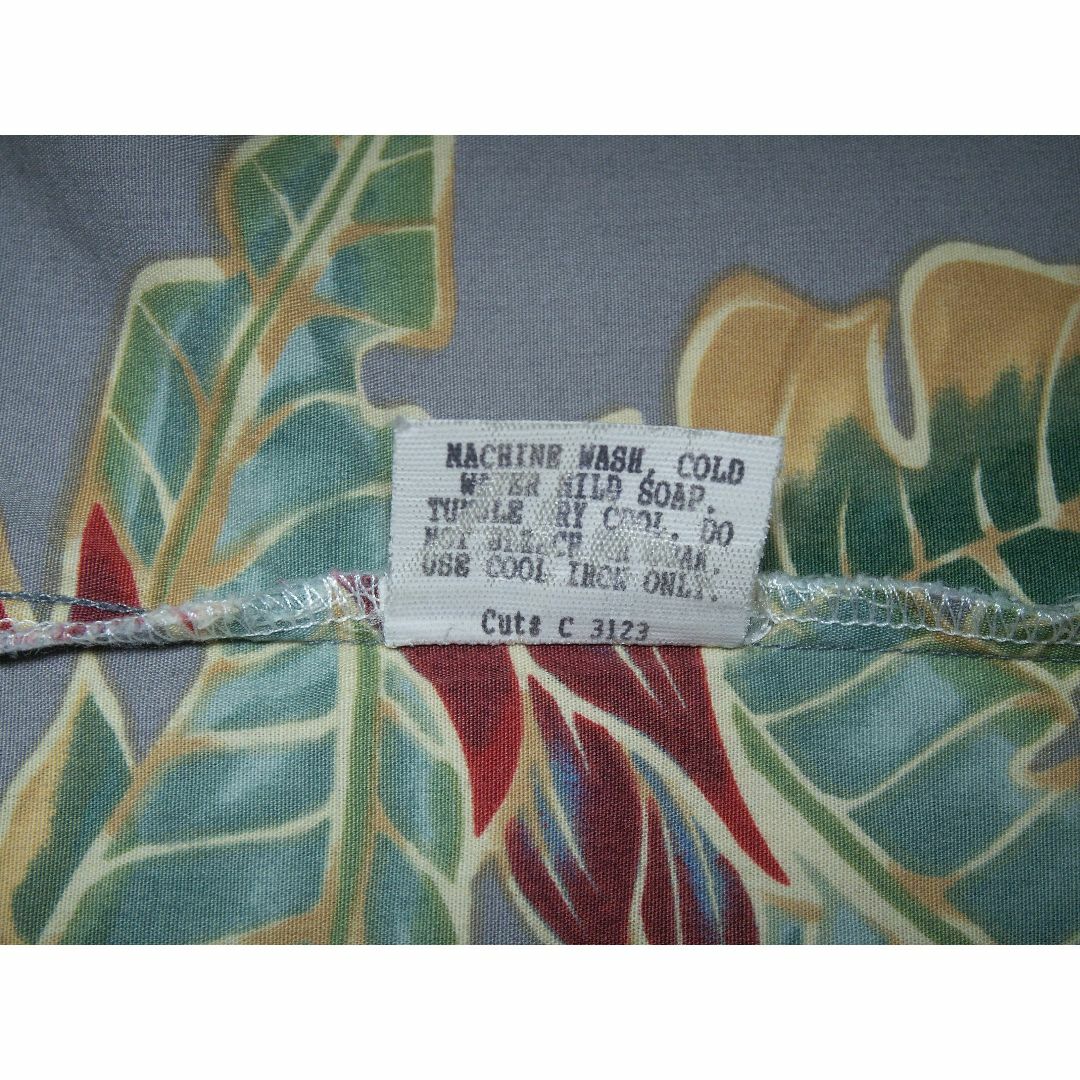 MACHINE WASH, COLD
WATER MILD SOAP.
TUMBLE DRY COOL. DO
NOT BLEACH OR SOAK.
USE COOL IRON ONLY.
Cut# C 3123